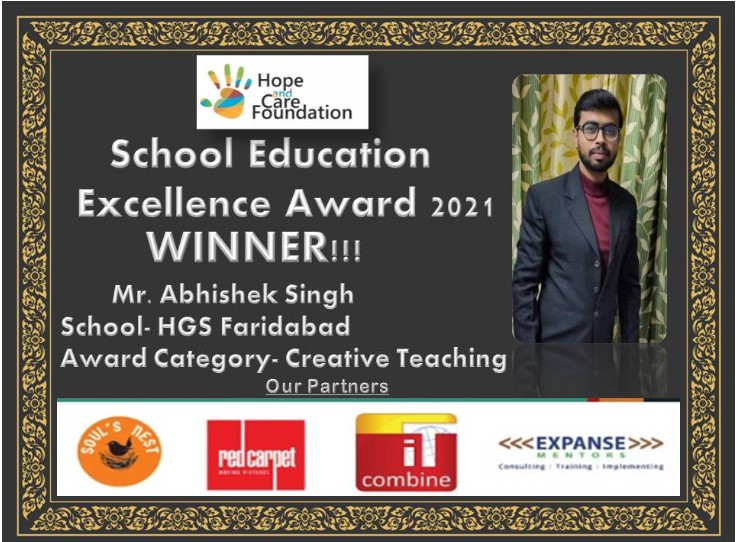 Hope
and
Care
Foundation
School Education
Excellence Award 2021
WINNER!!!
Mr. Abhishek Singh
School- HGS Faridabad
Award Category- Creative Teaching
Our Partners
SOUL'S NEST
red carpet
MOVING PICTURES
fit
combine
<<<EXPANSE>>>
MENTORS
Consulting | Training | Implementing